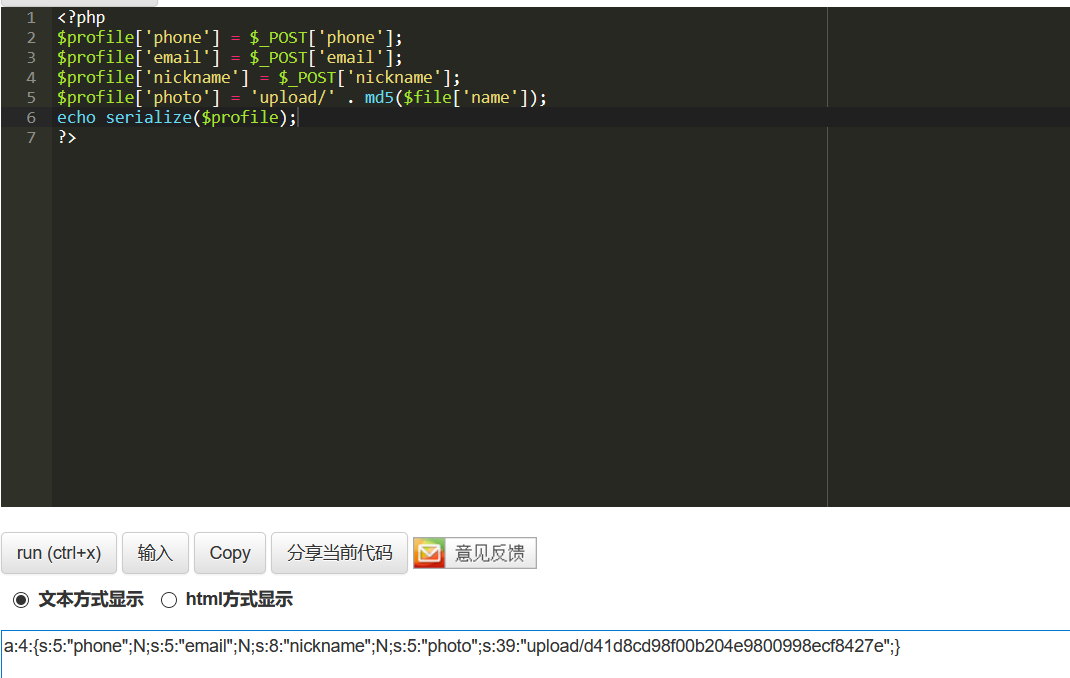 1 <?php
2 $profile['phone'] = $_POST['phone'];
3 $profile['email'] = $_POST['email'];
4 $profile['nickname'] = $_POST['nickname'];
5 $profile['photo'] = 'upload/' . md5($file['name']);
6 echo serialize($profile);
7 ?>
run (ctrl+x) 输入 Copy 分享当前代码 意见反馈
文本方式显示 html方式显示
a:4:{s:5:"phone";N;s:5:"email";N;s:8:"nickname";N;s:5:"photo";s:39:"upload/d41d8cd98f00b204e9800998ecf8427e";}